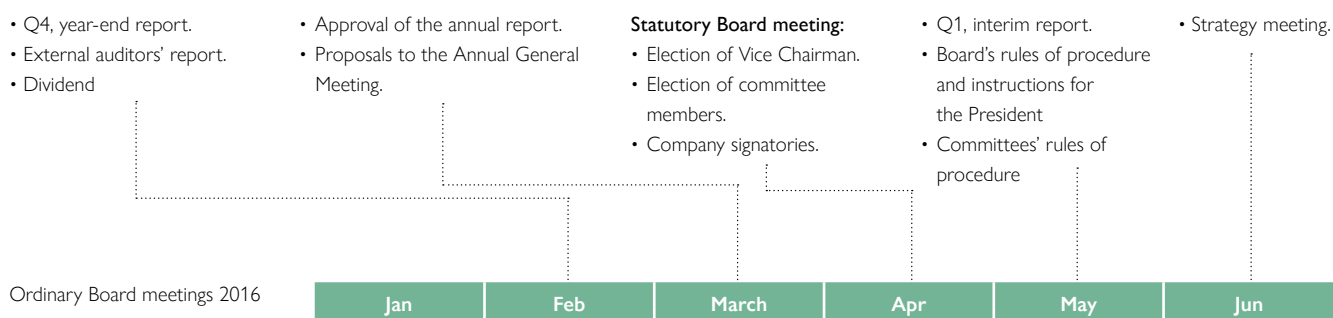 • Q4, year-end report.
• External auditors’ report.
• Dividend
• Approval of the annual report.
• Proposals to the Annual General
Meeting.
Statutory Board meeting:
• Election of Vice Chairman.
• Election of committee
members.
• Company signatories.
• Q1, interim report.
• Board’s rules of procedure
and instructions for
the President
• Committees’ rules of
procedure
• Strategy meeting.
Ordinary Board meetings 2016
Jan
Feb
March
Apr
May
Jun